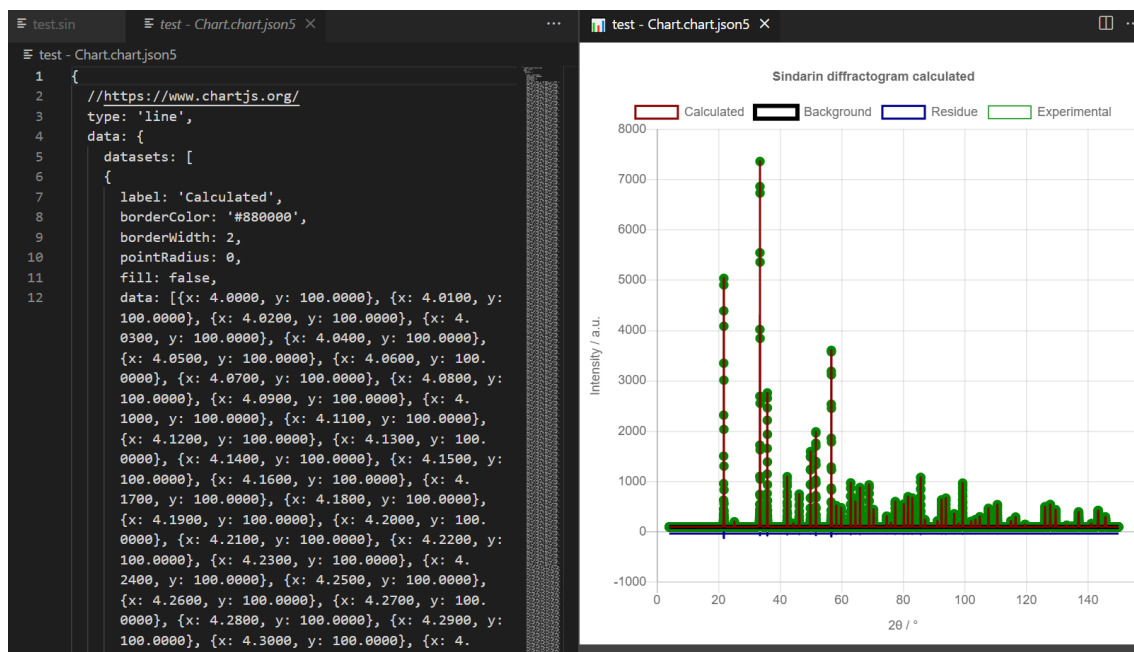 test.sin
test - Chart.chart.json5
test - Chart.chart.json5
1 {
2 //https://www.chartjs.org/
3 type: 'line',
4 data: {
5 datasets: [
6 {
7 label: 'Calculated',
8 borderColor: '#880000',
9 borderWidth: 2,
10 pointRadius: 0,
11 fill: false,
12 data: [{x: 4.0000, y: 100.0000}, {x: 4.0100, y:
100.0000}, {x: 4.0200, y: 100.0000}, {x: 4.
0300, y: 100.0000}, {x: 4.0400, y: 100.0000},
{x: 4.0500, y: 100.0000}, {x: 4.0600, y: 100.
0000}, {x: 4.0700, y: 100.0000}, {x: 4.0800, y:
100.0000}, {x: 4.0900, y: 100.0000}, {x: 4.
1000, y: 100.0000}, {x: 4.1100, y: 100.0000},
{x: 4.1200, y: 100.0000}, {x: 4.1300, y: 100.
0000}, {x: 4.1400, y: 100.0000}, {x: 4.1500, y:
100.0000}, {x: 4.1600, y: 100.0000}, {x: 4.
1700, y: 100.0000}, {x: 4.1800, y: 100.0000},
{x: 4.1900, y: 100.0000}, {x: 4.2000, y: 100.
0000}, {x: 4.2100, y: 100.0000}, {x: 4.2200, y:
100.0000}, {x: 4.2300, y: 100.0000}, {x: 4.
2400, y: 100.0000}, {x: 4.2500, y: 100.0000},
{x: 4.2600, y: 100.0000}, {x: 4.2700, y: 100.
0000}, {x: 4.2800, y: 100.0000}, {x: 4.2900, y:
100.0000}, {x: 4.3000, y: 100.0000}, {x: 4.
test - Chart.chart.json5
Sindarin diffractogram calculated
Calculated Background Residue Experimental
8000
7000
6000
5000
4000
3000
2000
1000
0
-1000
Intensity / a.u.
0 20 40 60 80 100 120 140
2θ / °